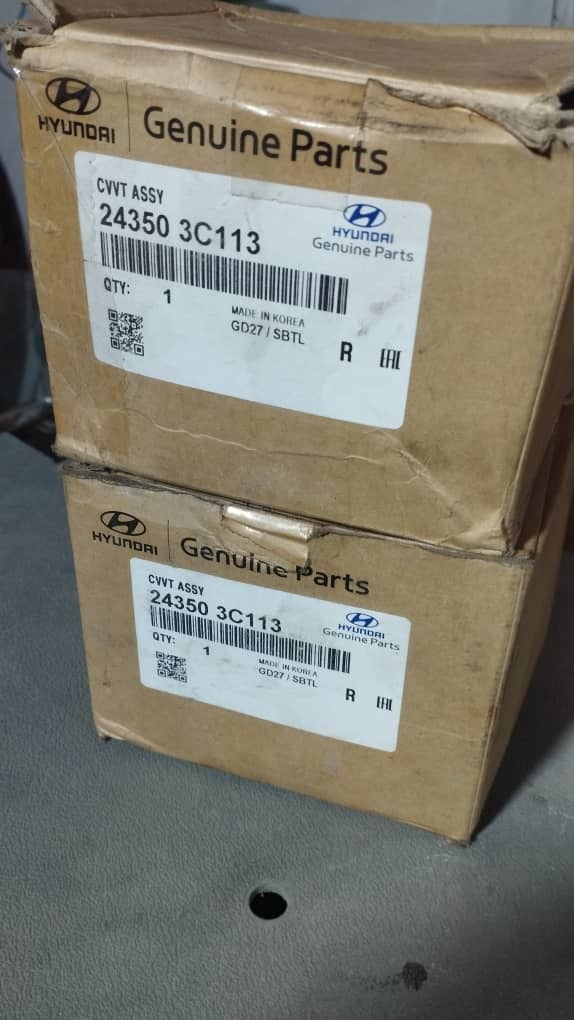 HYUNDAI
Genuine Parts
CVVT ASSY
24350 3C113
HYUNDAI
Genuine Parts
QTY: 1
MADE IN KOREA
GD27 / SBTL
R EAC
HYUNDAI
Genuine Parts
CVVT ASSY
24350 3C113
HYUNDAI
Genuine Parts
QTY: 1
MADE IN KOREA
GD27 / SBTL
R EAC